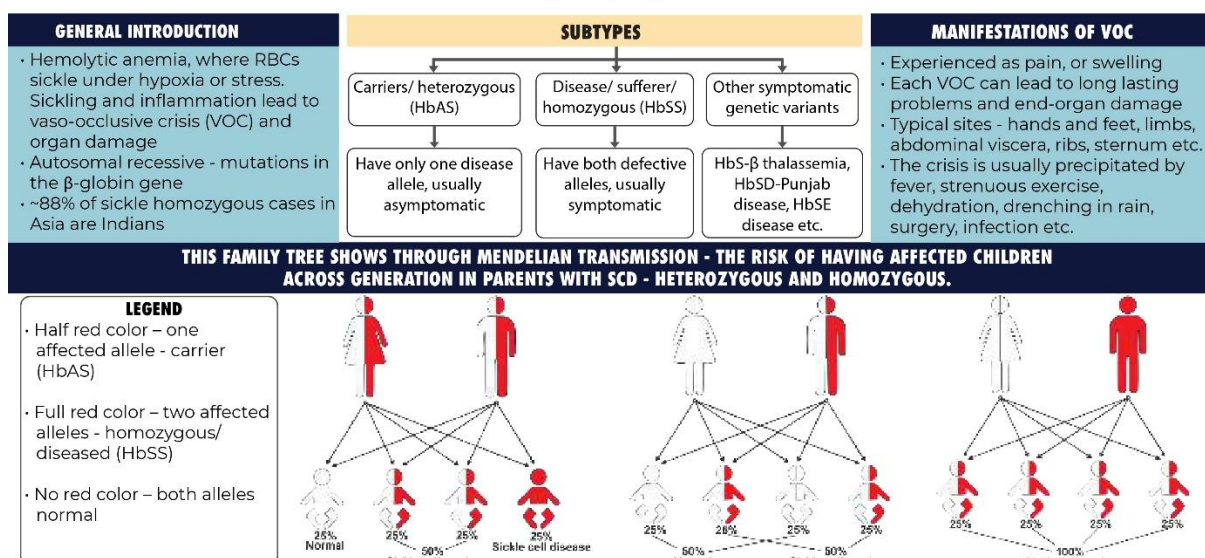 GENERAL INTRODUCTION
• Hemolytic anemia, where RBCs
sickle under hypoxia or stress.
Sickling and inflammation lead to
vaso-occlusive crisis (VOC) and
organ damage
• Autosomal recessive - mutations in
the β-globin gene
• ~88% of sickle homozygous cases in
Asia are Indians
SUBTYPES
Carriers/ heterozygous
(HbAS)
Disease/ sufferer/
homozygous (HbSS)
Other symptomatic
genetic variants
Have only one disease
allele, usually
asymptomatic
Have both defective
alleles, usually
symptomatic
HbS-β thalassemia,
HbSD-Punjab
disease, HbSE
disease etc.
MANIFESTATIONS OF VOC
• Experienced as pain, or swelling
• Each VOC can lead to long lasting
problems and end-organ damage
• Typical sites - hands and feet, limbs,
abdominal viscera, ribs, sternum etc.
• The crisis is usually precipitated by
fever, strenuous exercise,
dehydration, drenching in rain,
surgery, infection etc.
THIS FAMILY TREE SHOWS THROUGH MENDELIAN TRANSMISSION - THE RISK OF HAVING AFFECTED CHILDREN
ACROSS GENERATION IN PARENTS WITH SCD - HETEROZYGOUS AND HOMOZYGOUS.
LEGEND
• Half red color – one
affected allele - carrier
(HbAS)
• Full red color – two affected
alleles - homozygous/
diseased (HbSS)
• No red color – both alleles
normal
25% 25% 25% 25%
Normal 50% Sickle cell disease
25% 25% 25% 25%
50% 50%
25% 25% 25% 25%
100%